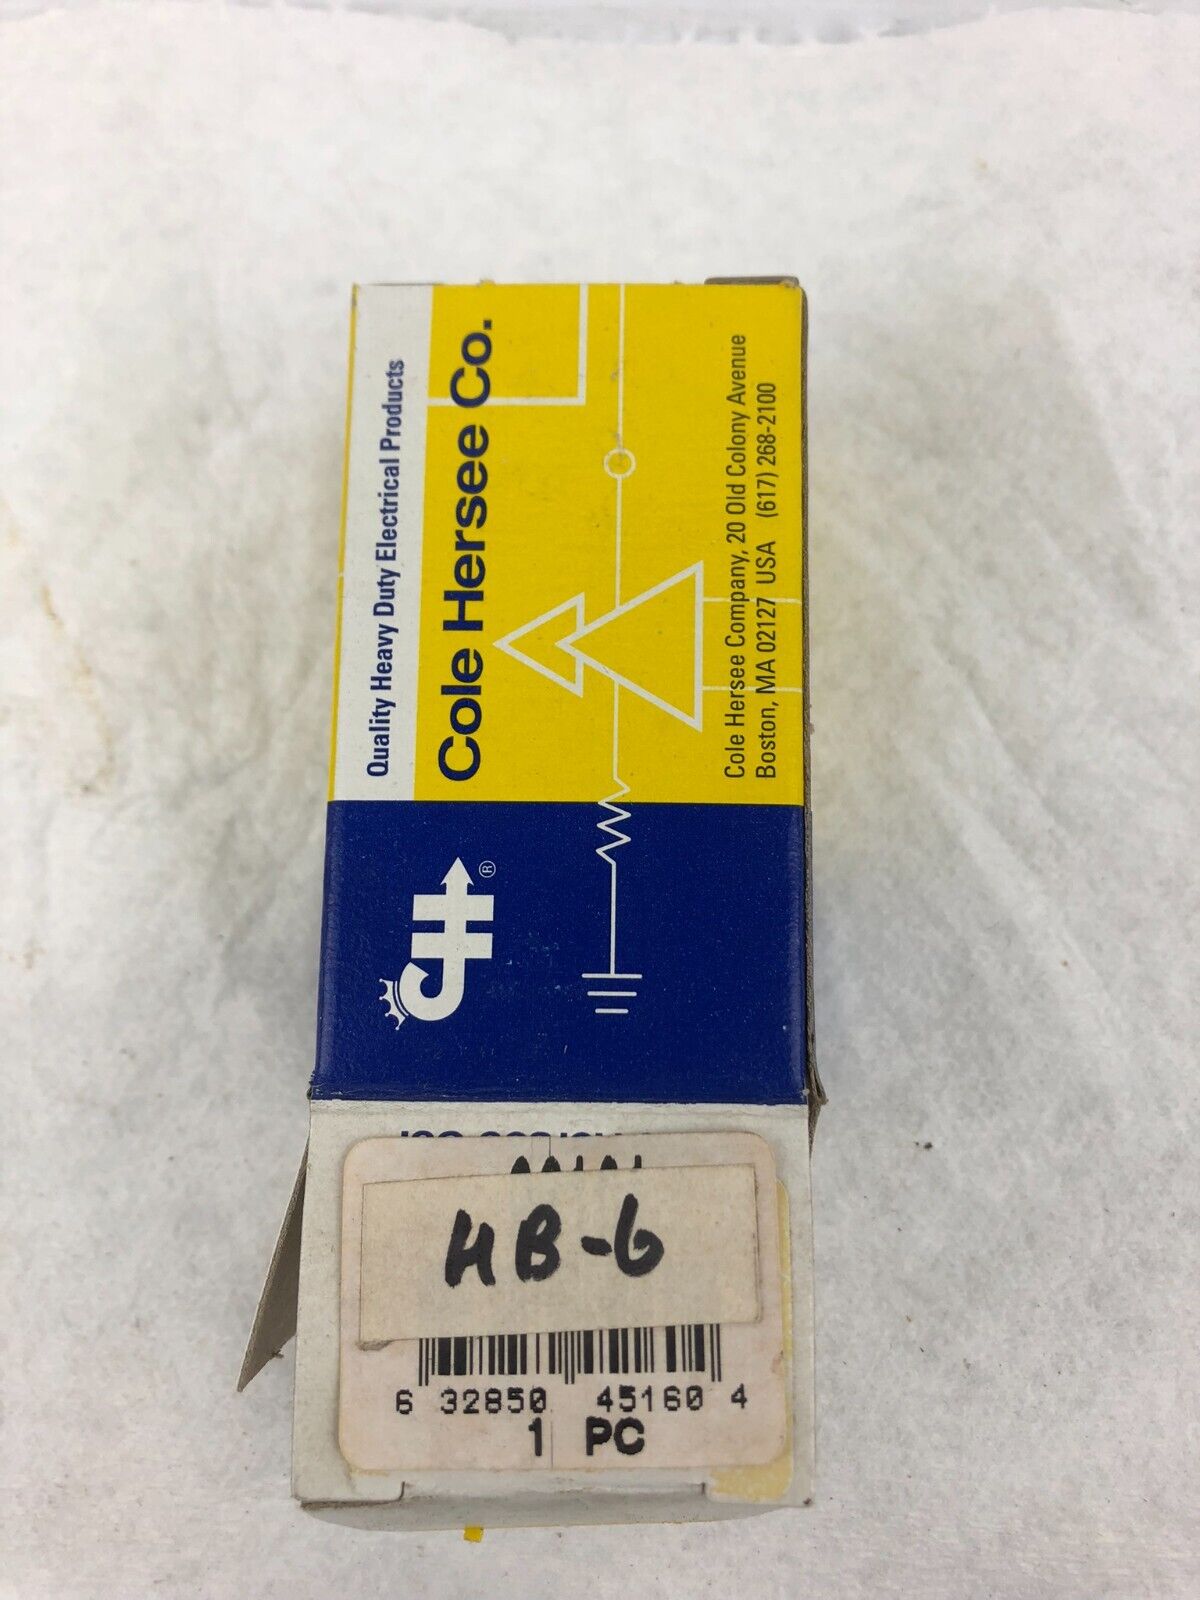 Quality Heavy Duty Electrical Products
Cole Hersee Co.
Cole Hersee Company, 20 Old Colony Avenue
Boston, MA 02127 USA (617) 268-2100
CH®
HB-6
6 32850 45160 4
1 PC